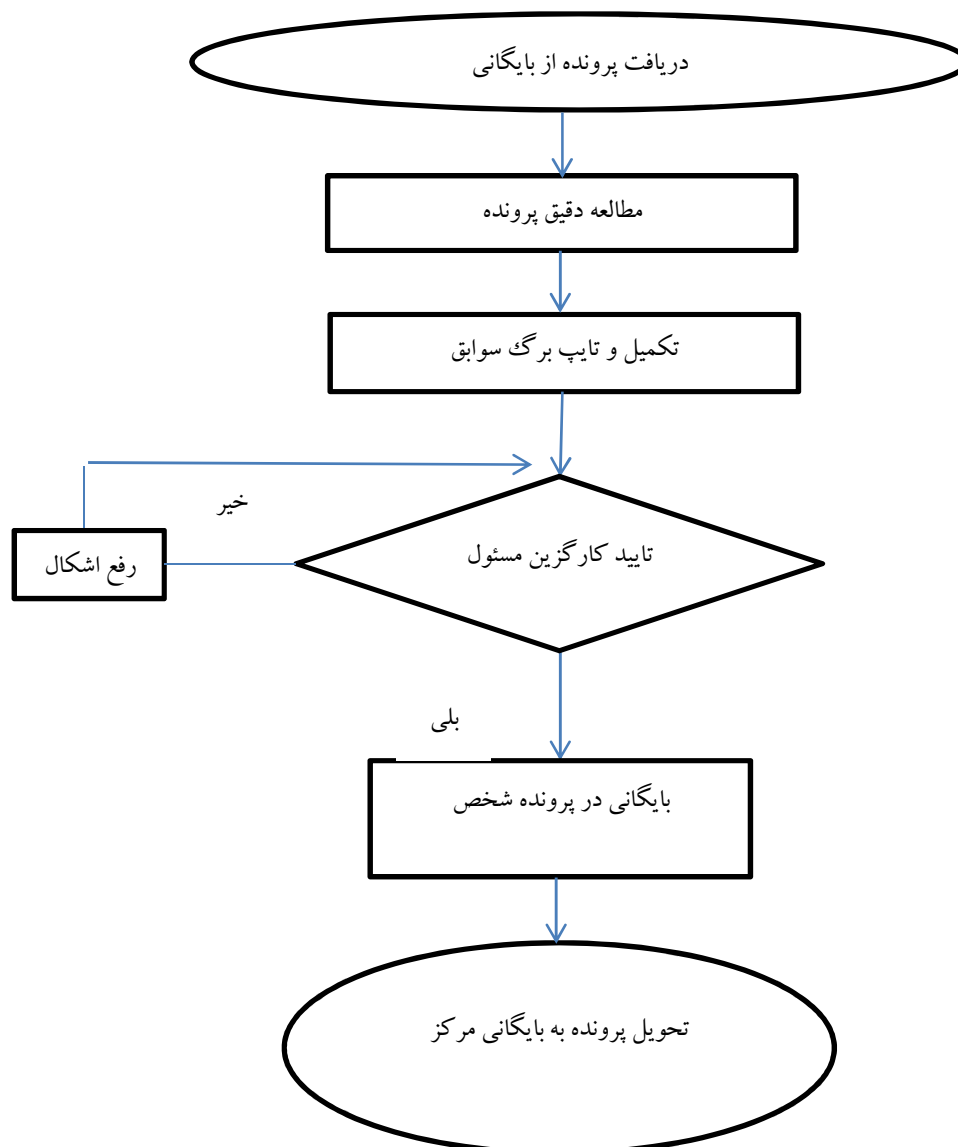 دریافت پرونده از بایگانی
مطالعه دقیق پرونده
تکمیل و تایپ برگ سوابق
خیر
تایید کارگزین مسئول
رفع اشکال
بلی
بایگانی در پرونده شخص
تحویل پرونده به بایگانی مرکز